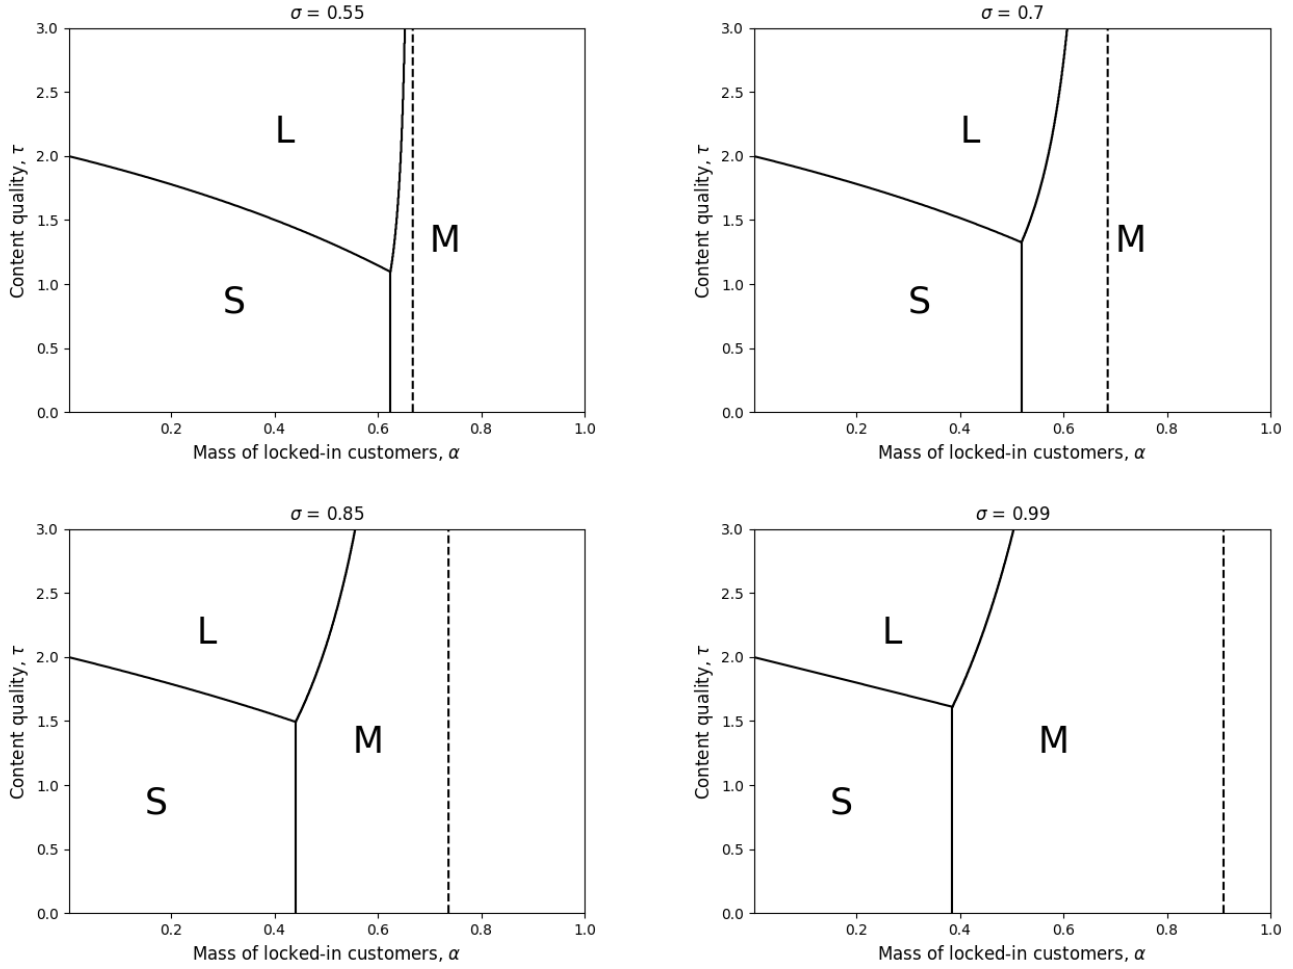 σ = 0.55
3.0
2.5
2.0
1.5
1.0
0.5
0.0
Content quality, τ
L
S
M
0.2 0.4 0.6 0.8 1.0
Mass of locked-in customers, α
σ = 0.7
3.0
2.5
2.0
1.5
1.0
0.5
0.0
Content quality, τ
L
S
M
0.2 0.4 0.6 0.8 1.0
Mass of locked-in customers, α
σ = 0.85
3.0
2.5
2.0
1.5
1.0
0.5
0.0
Content quality, τ
L
M
S
0.2 0.4 0.6 0.8 1.0
Mass of locked-in customers, α
σ = 0.99
3.0
2.5
2.0
1.5
1.0
0.5
0.0
Content quality, τ
L
M
S
0.2 0.4 0.6 0.8 1.0
Mass of locked-in customers, α